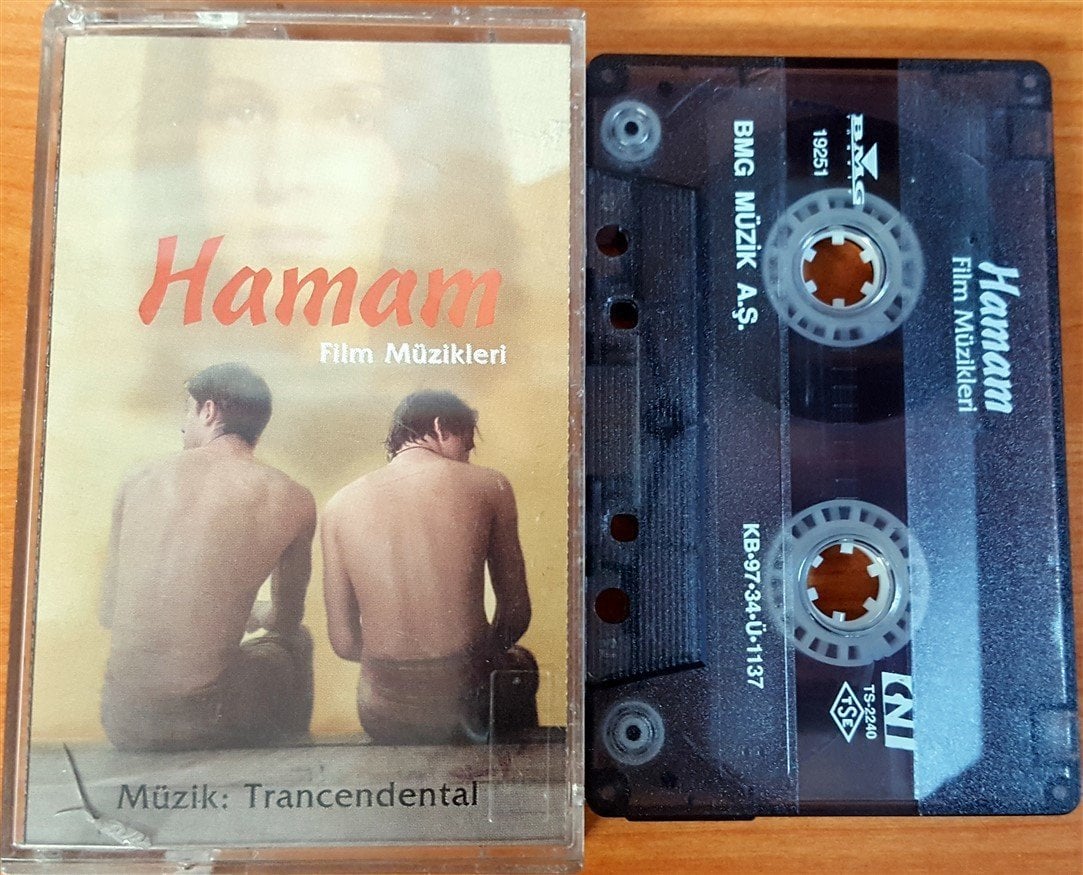 Hamam
Film Müzikleri
Müzik: Trancendental
Hamam
Film Müzikleri
BMG
19251
BMG MÜZİK A.Ş.
KB•97•34•Ü•1137
TS-2240
TSE